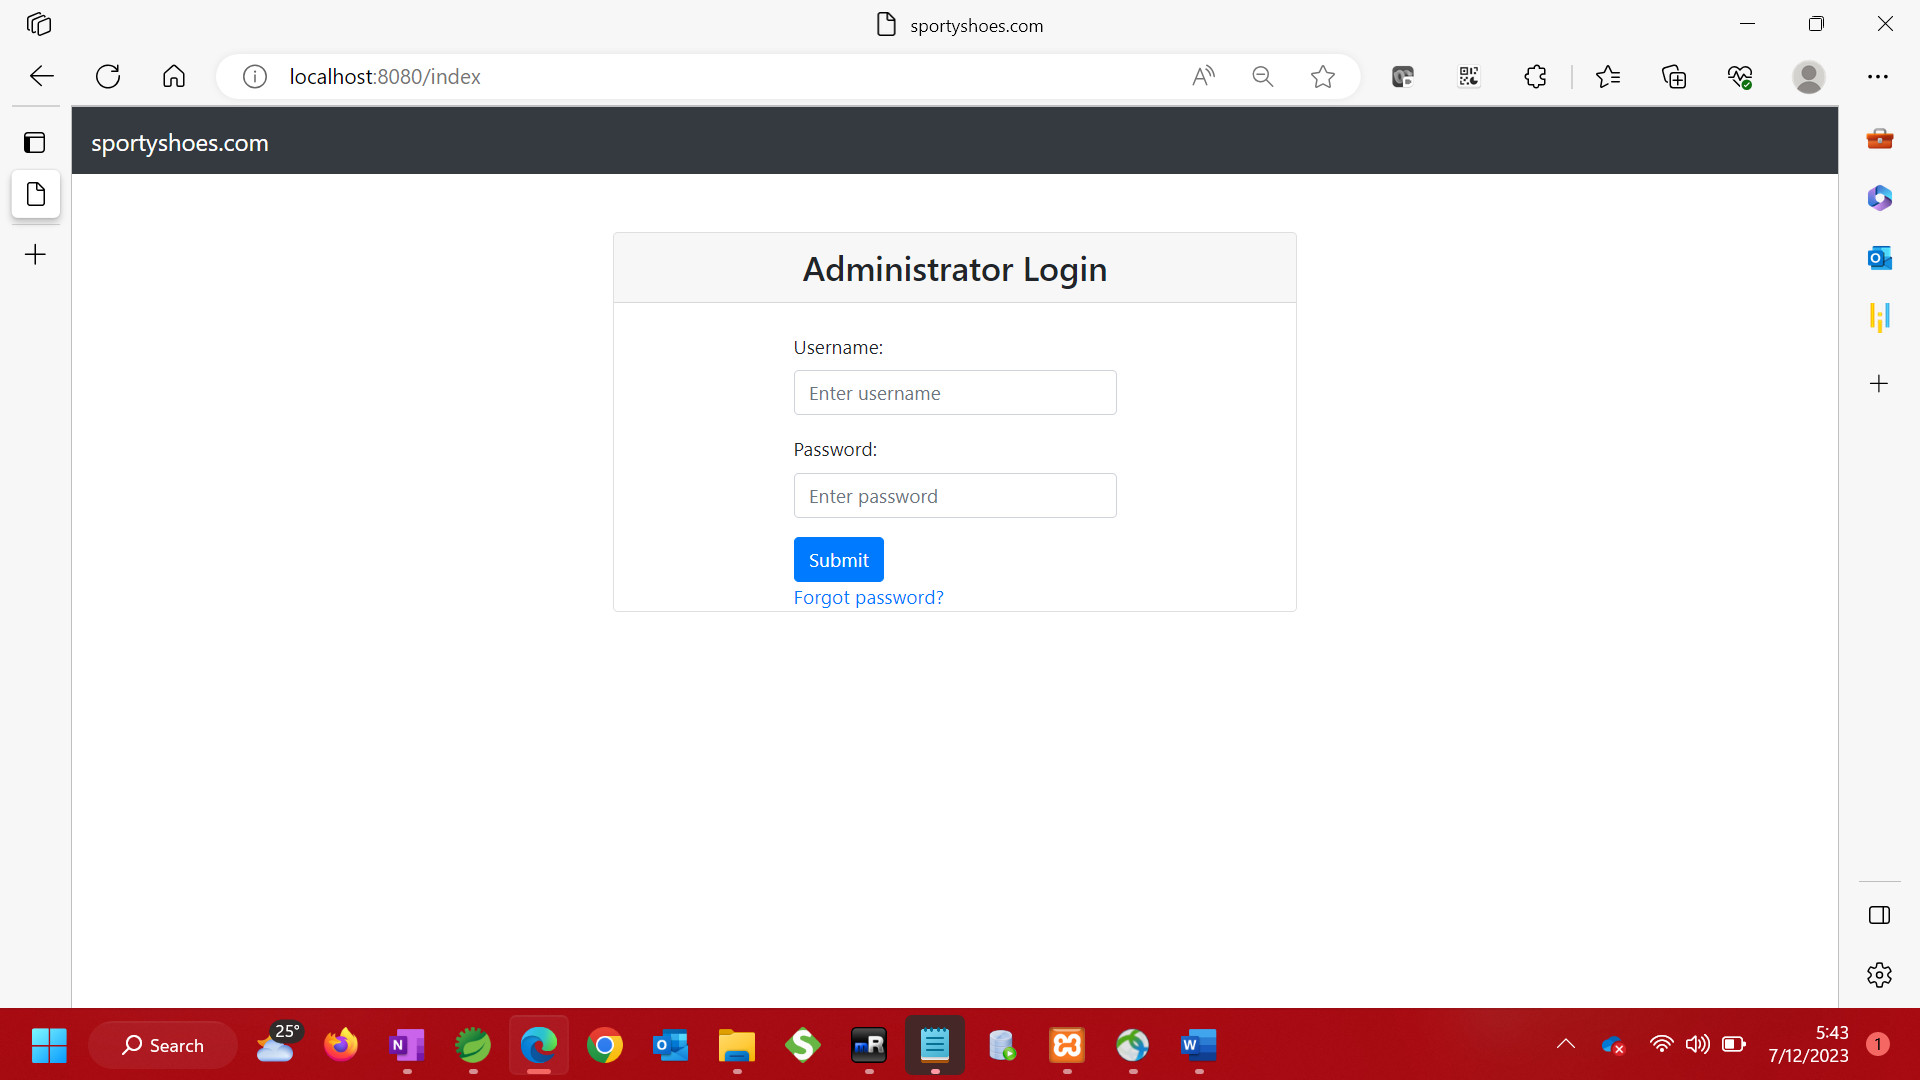 sportyshoes.com
localhost:8080/index
sportyshoes.com
Administrator Login
Username:
Enter username
Password:
Enter password
Submit
Forgot password?
25°
Search
5:43
7/12/2023
1